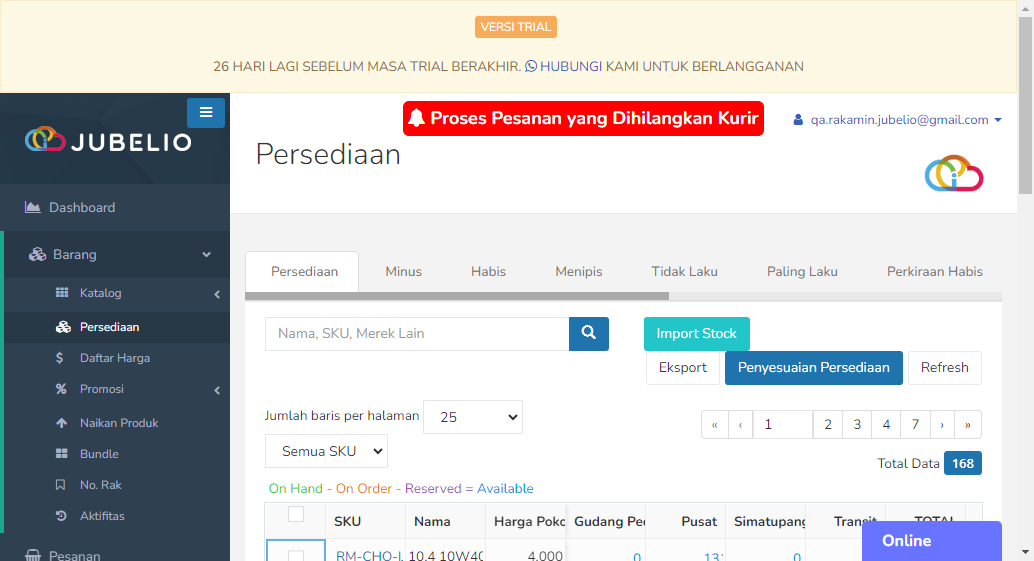 VERSI TRIAL
26 HARI LAGI SEBELUM MASA TRIAL BERAKHIR. HUBUNGI KAMI UNTUK BERLANGGANAN
JUBELIO
Proses Pesanan yang Dihilangkan Kurir
qa.rakamin.jubelio@gmail.com
Persediaan
Dashboard
Barang
Katalog
Persediaan
Daftar Harga
Promosi
Naikan Produk
Bundle
No. Rak
Aktifitas
Pesanan
Persediaan Minus Habis Menipis Tidak Laku Paling Laku Perkiraan Habis
Nama, SKU, Merek Lain
Import Stock
Eksport Penyesuaian Persediaan Refresh
Jumlah baris per halaman 25
« ‹ 1 2 3 4 7 › »
Semua SKU
Total Data 168
On Hand - On Order - Reserved = Available
SKU Nama Harga Poko Gudang Pe Pusat Simatupang Transit TOTAL
RM-CHO-L 10.4 10W40 4.000 0 13 0
Online